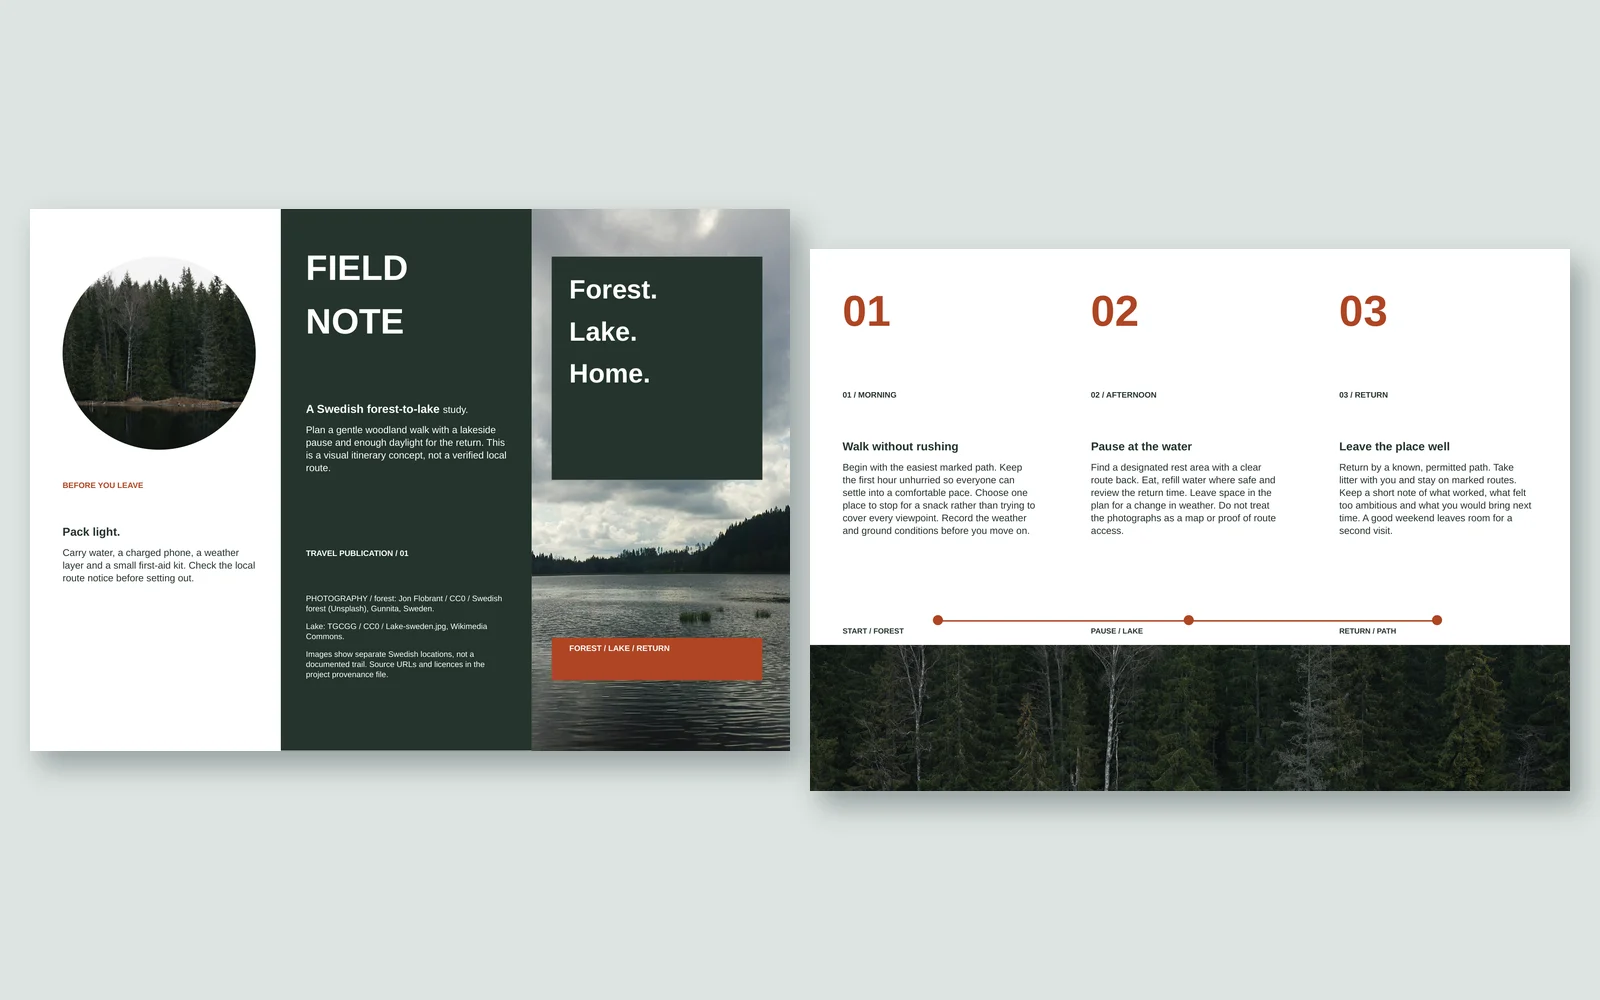 BEFORE YOU LEAVE
Pack light.
Carry water, a charged phone, a weather
layer and a small first-aid kit. Check the local
route notice before setting out.
FIELD
NOTE
A Swedish forest-to-lake study.
Plan a gentle woodland walk with a lakeside
pause and enough daylight for the return. This
is a visual itinerary concept, not a verified local
route.
TRAVEL PUBLICATION / 01
PHOTOGRAPHY / forest: Jon Flobrant / CC0 / Swedish
forest (Unsplash), Gunnita, Sweden.
Lake: TGCGG / CC0 / Lake-sweden.jpg, Wikimedia
Commons.
Images show separate Swedish locations, not a
documented trail. Source URLs and licences in the
project provenance file.
Forest.
Lake.
Home.
FOREST / LAKE / RETURN
01
01 / MORNING
Walk without rushing
Begin with the easiest marked path. Keep
the first hour unhurried so everyone can
settle into a comfortable pace. Choose one
place to stop for a snack rather than trying to
cover every viewpoint. Record the weather
and ground conditions before you move on.
START / FOREST
02
02 / AFTERNOON
Pause at the water
Find a designated rest area with a clear
route back. Eat, refill water where safe and
review the return time. Leave space in the
plan for a change in weather. Do not treat
the photographs as a map or proof of route
access.
PAUSE / LAKE
03
03 / RETURN
Leave the place well
Return by a known, permitted path. Take
litter with you and stay on marked routes.
Keep a short note of what worked, what felt
too ambitious and what you would bring next
time. A good weekend leaves room for a
second visit.
RETURN / PATH